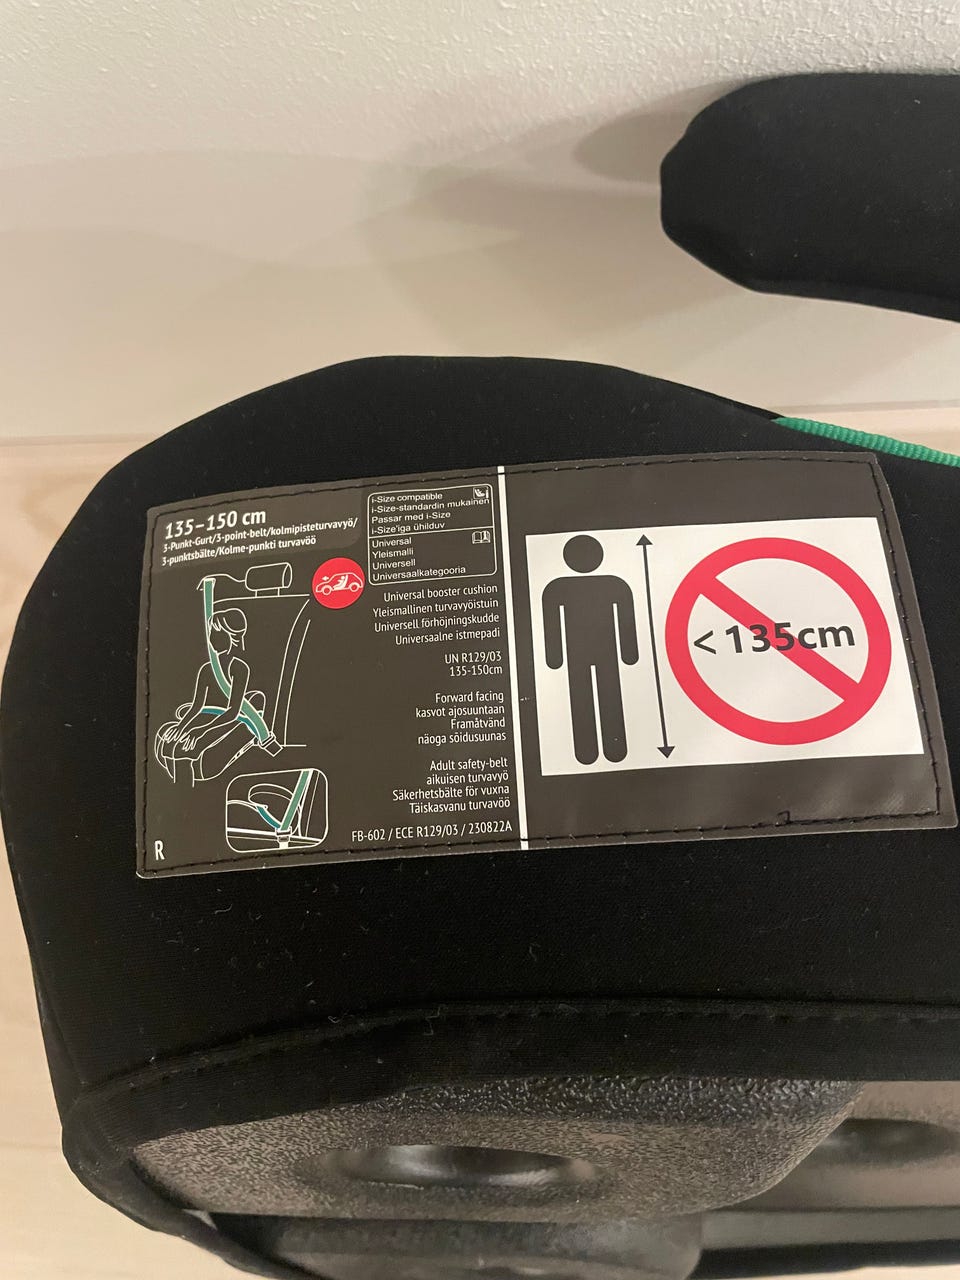 135–150 cm
3-Punkt-Gurt/3-point-belt/kolmipisteturvavyö/
3-punktsbälte/Kolme-punkti turvavöö
i-Size compatible
i-Size-standardin mukainen
Passar med i-Size
i-Size'iga ühilduv
Universal
Yleismalli
Universell
Universaalkategooria
Universal booster cushion
Yleismallinen turvavyöistuin
Universell förhöjningskudde
Universaalne istmepadi
UN R129/03
135-150cm
Forward facing
kasvot ajosuuntaan
Framåtvänd
näoga sõidusuunas
Adult safety-belt
aikuisen turvavyö
Säkerhetsbälte för vuxna
Täiskasvanu turvavöö
FB-602 / ECE R129/03 / 230822A
R
< 135cm